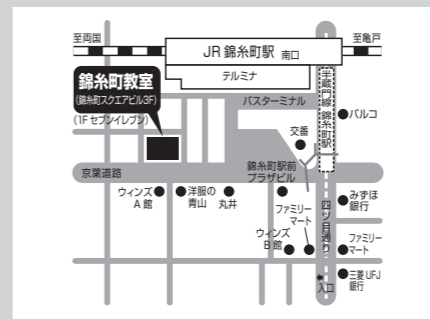 至両国
JR 錦糸町駅 南口
至亀戸
テルミナ
錦糸町教室
(錦糸町スクエアビル3F)
(1F セブンイレブン)
バスターミナル
半蔵門線 錦糸町駅
パルコ
交番
京葉道路
錦糸町駅前
プラザビル
ウィンズ
A 館
洋服の
青山
丸井
ファミリー
マート
みずほ
銀行
四ツ目通り
ウィンズ
B 館
ファミリー
マート
入口
三菱 UFJ
銀行